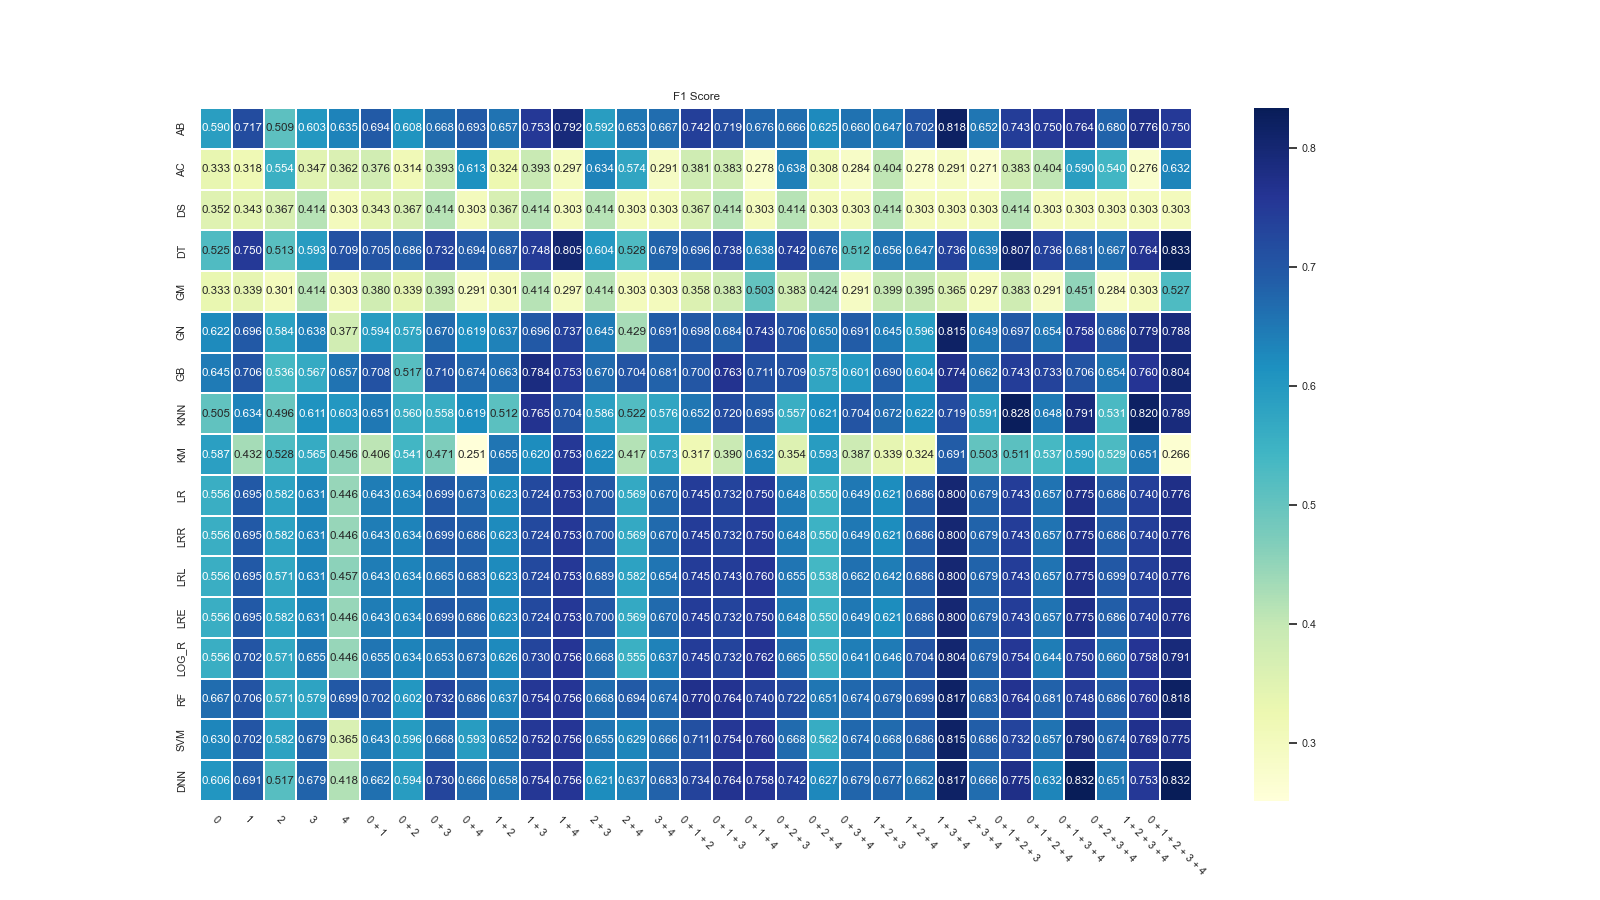 F1 Score
AB 0.590 0.717 0.509 0.603 0.635 0.694 0.608 0.668 0.693 0.657 0.753 0.792 0.592 0.653 0.667 0.742 0.719 0.676 0.666 0.625 0.660 0.647 0.702 0.818 0.652 0.743 0.750 0.764 0.680 0.776 0.750
AC 0.333 0.318 0.554 0.347 0.362 0.376 0.314 0.393 0.613 0.324 0.393 0.297 0.634 0.574 0.291 0.381 0.383 0.278 0.638 0.308 0.284 0.404 0.278 0.291 0.271 0.383 0.404 0.590 0.540 0.276 0.632
DS 0.352 0.343 0.367 0.414 0.303 0.343 0.367 0.414 0.303 0.367 0.414 0.303 0.414 0.303 0.303 0.367 0.414 0.303 0.414 0.303 0.303 0.414 0.303 0.303 0.303 0.414 0.303 0.303 0.303 0.303 0.303
DT 0.525 0.750 0.513 0.593 0.709 0.705 0.686 0.732 0.694 0.687 0.748 0.805 0.604 0.528 0.679 0.696 0.738 0.638 0.742 0.676 0.512 0.656 0.647 0.736 0.639 0.807 0.736 0.681 0.667 0.764 0.833
GM 0.333 0.339 0.301 0.414 0.303 0.380 0.339 0.393 0.291 0.301 0.414 0.297 0.414 0.303 0.303 0.358 0.383 0.503 0.383 0.424 0.291 0.399 0.395 0.365 0.297 0.383 0.291 0.451 0.284 0.303 0.527
GN 0.622 0.696 0.584 0.638 0.377 0.594 0.575 0.670 0.619 0.637 0.696 0.737 0.645 0.429 0.691 0.698 0.684 0.743 0.706 0.650 0.691 0.645 0.596 0.815 0.649 0.697 0.654 0.758 0.686 0.779 0.788
GB 0.645 0.706 0.536 0.567 0.657 0.708 0.517 0.710 0.674 0.663 0.784 0.753 0.670 0.704 0.681 0.700 0.763 0.711 0.709 0.575 0.601 0.690 0.604 0.774 0.662 0.743 0.733 0.706 0.654 0.760 0.804
KNN 0.505 0.634 0.496 0.611 0.603 0.651 0.560 0.558 0.619 0.512 0.765 0.704 0.586 0.522 0.576 0.652 0.720 0.695 0.557 0.621 0.704 0.672 0.622 0.719 0.591 0.828 0.648 0.791 0.531 0.820 0.789
KM 0.587 0.432 0.528 0.565 0.456 0.406 0.541 0.471 0.251 0.655 0.620 0.753 0.622 0.417 0.573 0.317 0.390 0.632 0.354 0.593 0.387 0.339 0.324 0.691 0.503 0.511 0.537 0.590 0.529 0.651 0.266
LR 0.556 0.695 0.582 0.631 0.446 0.643 0.634 0.699 0.673 0.623 0.724 0.753 0.700 0.569 0.670 0.745 0.732 0.750 0.648 0.550 0.649 0.621 0.686 0.800 0.679 0.743 0.657 0.775 0.686 0.740 0.776
LRR 0.556 0.695 0.582 0.631 0.446 0.643 0.634 0.699 0.686 0.623 0.724 0.753 0.700 0.569 0.670 0.745 0.732 0.750 0.648 0.550 0.649 0.621 0.686 0.800 0.679 0.743 0.657 0.775 0.686 0.740 0.776
LRL 0.556 0.695 0.571 0.631 0.457 0.643 0.634 0.665 0.683 0.623 0.724 0.753 0.689 0.582 0.654 0.745 0.743 0.760 0.655 0.538 0.662 0.642 0.686 0.800 0.679 0.743 0.657 0.775 0.699 0.740 0.776
LRE 0.556 0.695 0.582 0.631 0.446 0.643 0.634 0.699 0.686 0.623 0.724 0.753 0.700 0.569 0.670 0.745 0.732 0.750 0.648 0.550 0.649 0.621 0.686 0.800 0.679 0.743 0.657 0.775 0.686 0.740 0.776
LOG_R 0.556 0.702 0.571 0.655 0.446 0.655 0.634 0.653 0.673 0.626 0.730 0.756 0.668 0.555 0.637 0.745 0.732 0.762 0.665 0.550 0.641 0.646 0.704 0.804 0.679 0.754 0.644 0.750 0.660 0.758 0.791
RF 0.667 0.706 0.571 0.579 0.699 0.702 0.602 0.732 0.686 0.637 0.754 0.756 0.668 0.694 0.674 0.770 0.764 0.740 0.722 0.651 0.674 0.679 0.699 0.817 0.683 0.764 0.681 0.748 0.686 0.760 0.818
SVM 0.630 0.702 0.582 0.679 0.365 0.643 0.596 0.668 0.593 0.652 0.752 0.756 0.655 0.629 0.666 0.711 0.754 0.760 0.668 0.562 0.674 0.668 0.686 0.815 0.686 0.732 0.657 0.790 0.674 0.769 0.775
DNN 0.606 0.691 0.517 0.679 0.418 0.662 0.594 0.730 0.666 0.658 0.754 0.756 0.621 0.637 0.683 0.734 0.764 0.758 0.742 0.627 0.679 0.677 0.662 0.817 0.666 0.775 0.632 0.832 0.651 0.753 0.832
0
1
2
3
4
0 + 1
0 + 2
0 + 3
0 + 4
1 + 2
1 + 3
1 + 4
2 + 3
2 + 4
3 + 4
0 + 1 + 2
0 + 1 + 3
0 + 1 + 4
0 + 2 + 3
0 + 2 + 4
0 + 3 + 4
1 + 2 + 3
1 + 2 + 4
1 + 3 + 4
2 + 3 + 4
0 + 1 + 2 + 3
0 + 1 + 2 + 4
0 + 1 + 3 + 4
0 + 2 + 3 + 4
1 + 2 + 3 + 4
0 + 1 + 2 + 3 + 4
0.8
0.7
0.6
0.5
0.4
0.3